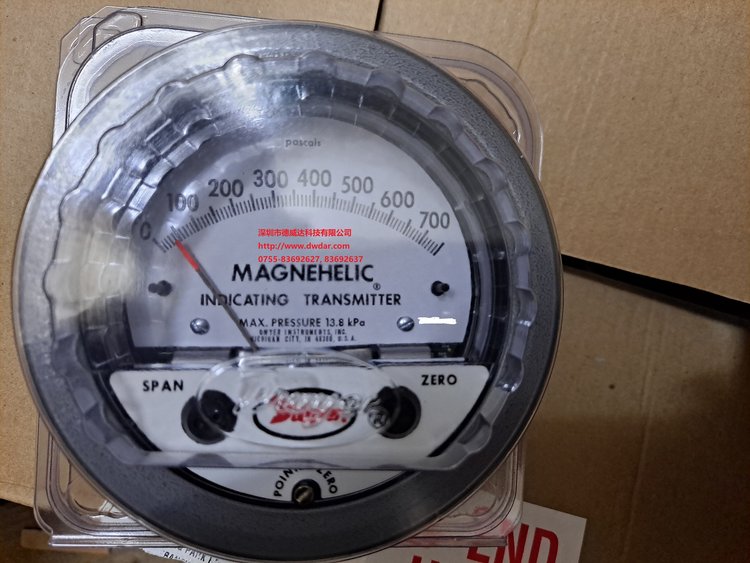 pascals
0 100 200 300 400 500 600 700
深圳市德威达科技有限公司
http://www.dwdar.com
0755-83692627, 83692637
MAGNEHELIC®
INDICATING TRANSMITTER
MAX. PRESSURE 13.8 kPa
DWYER INSTRUMENTS, INC.
MICHIGAN CITY, IN 46360, U.S.A.
SPAN
ZERO
Dwyer®
ZERO
END